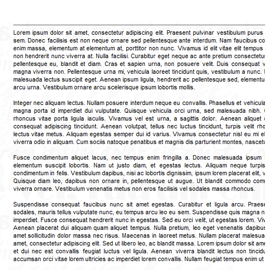 Lorem ipsum dolor sit amet, consectetur adipiscing elit. Praesent pulvinar vestibulum purus
sem. Donec facilisis est non neque ornare sed pellentesque ante interdum. Nam faucibus co
enim massa, elementum at elementum at, porttitor non nunc. Vivamus id elit vitae elit tempus
non hendrerit nunc viverra at. Nulla facilisi. Curabitur eget neque ac ante pretium consectetur
pellentesque eu, blandit et diam. Cras et sapien urna, non posuere velit. Duis consequat v
magna viverra non. Pellentesque urna mi, vehicula laoreet tincidunt quis, vestibulum a nunc.
malesuada lectus suscipit eget. Aenean ipsum ligula, hendrerit ac pellentesque sed, element
arcu urna. Vestibulum ornare arcu scelerisque ipsum lobortis mollis.
Integer nec aliquam lectus. Nullam posuere interdum neque eu convallis. Phasellus et vehicula
magna porta id imperdiet dui vulputate. Quisque vehicula orci urna, sed malesuada nibh.
rhoncus vitae porta ligula iaculis. Vivamus vel est urna, a sagittis dolor. Aenean aliquet
consequat adipiscing tincidunt. Aenean volutpat, tellus nec luctus tincidunt, turpis velit
lectus vitae metus. Aliquam egestas semper dui id varius. Vivamus consectetur nisl eu mi
viverra odio in aliquam. Cum sociis natoque penatibus et magnis dis parturient montes, nascet
Fusce condimentum aliquet lacus, nec tempus enim fringilla a. Donec malesuada ipsum
elementum suscipit lobortis. Nam ut justo diam, et egestas lectus. Aliquam neque turpis
condimentum in felis. Vestibulum dapibus, nisi ac lobortis dignissim, ipsum lorem placerat elit,
Quisque diam leo, dapibus non ornare in, pellentesque ut augue. Ut blandit commodo com
viverra ornare. Vestibulum venenatis metus non eros facilisis vel sodales massa rhoncus.
Suspendisse consequat faucibus nunc sit amet egestas. Curabitur et ligula arcu. Praese
sodales, mauris tellus vulputate nunc, eu tempus arcu leo eu sem. Suspendisse quis magna
imperdiet. Fusce consequat hendrerit nunc in egestas. Sed eu orci velit, ut egestas lorem. Viv
Aenean placerat dui aliquam quam aliquet tempus. Nulla pretium, leo eget venenatis dapibus
amet sollicitudin dolor massa nec risus. Maecenas in laoreet metus. Nullam placerat malesuad
amet, consectetur adipiscing elit. Sed ut libero leo, ac blandit massa. Lorem ipsum dolor sit am
et dui nec est convallis feugiat luctus vel ligula. Aenean viverra blandit lectus non tincidu
accumsan orci vitae lorem ultricies ac imperdiet lorem convallis. Nullam feugiat tempus enim ut